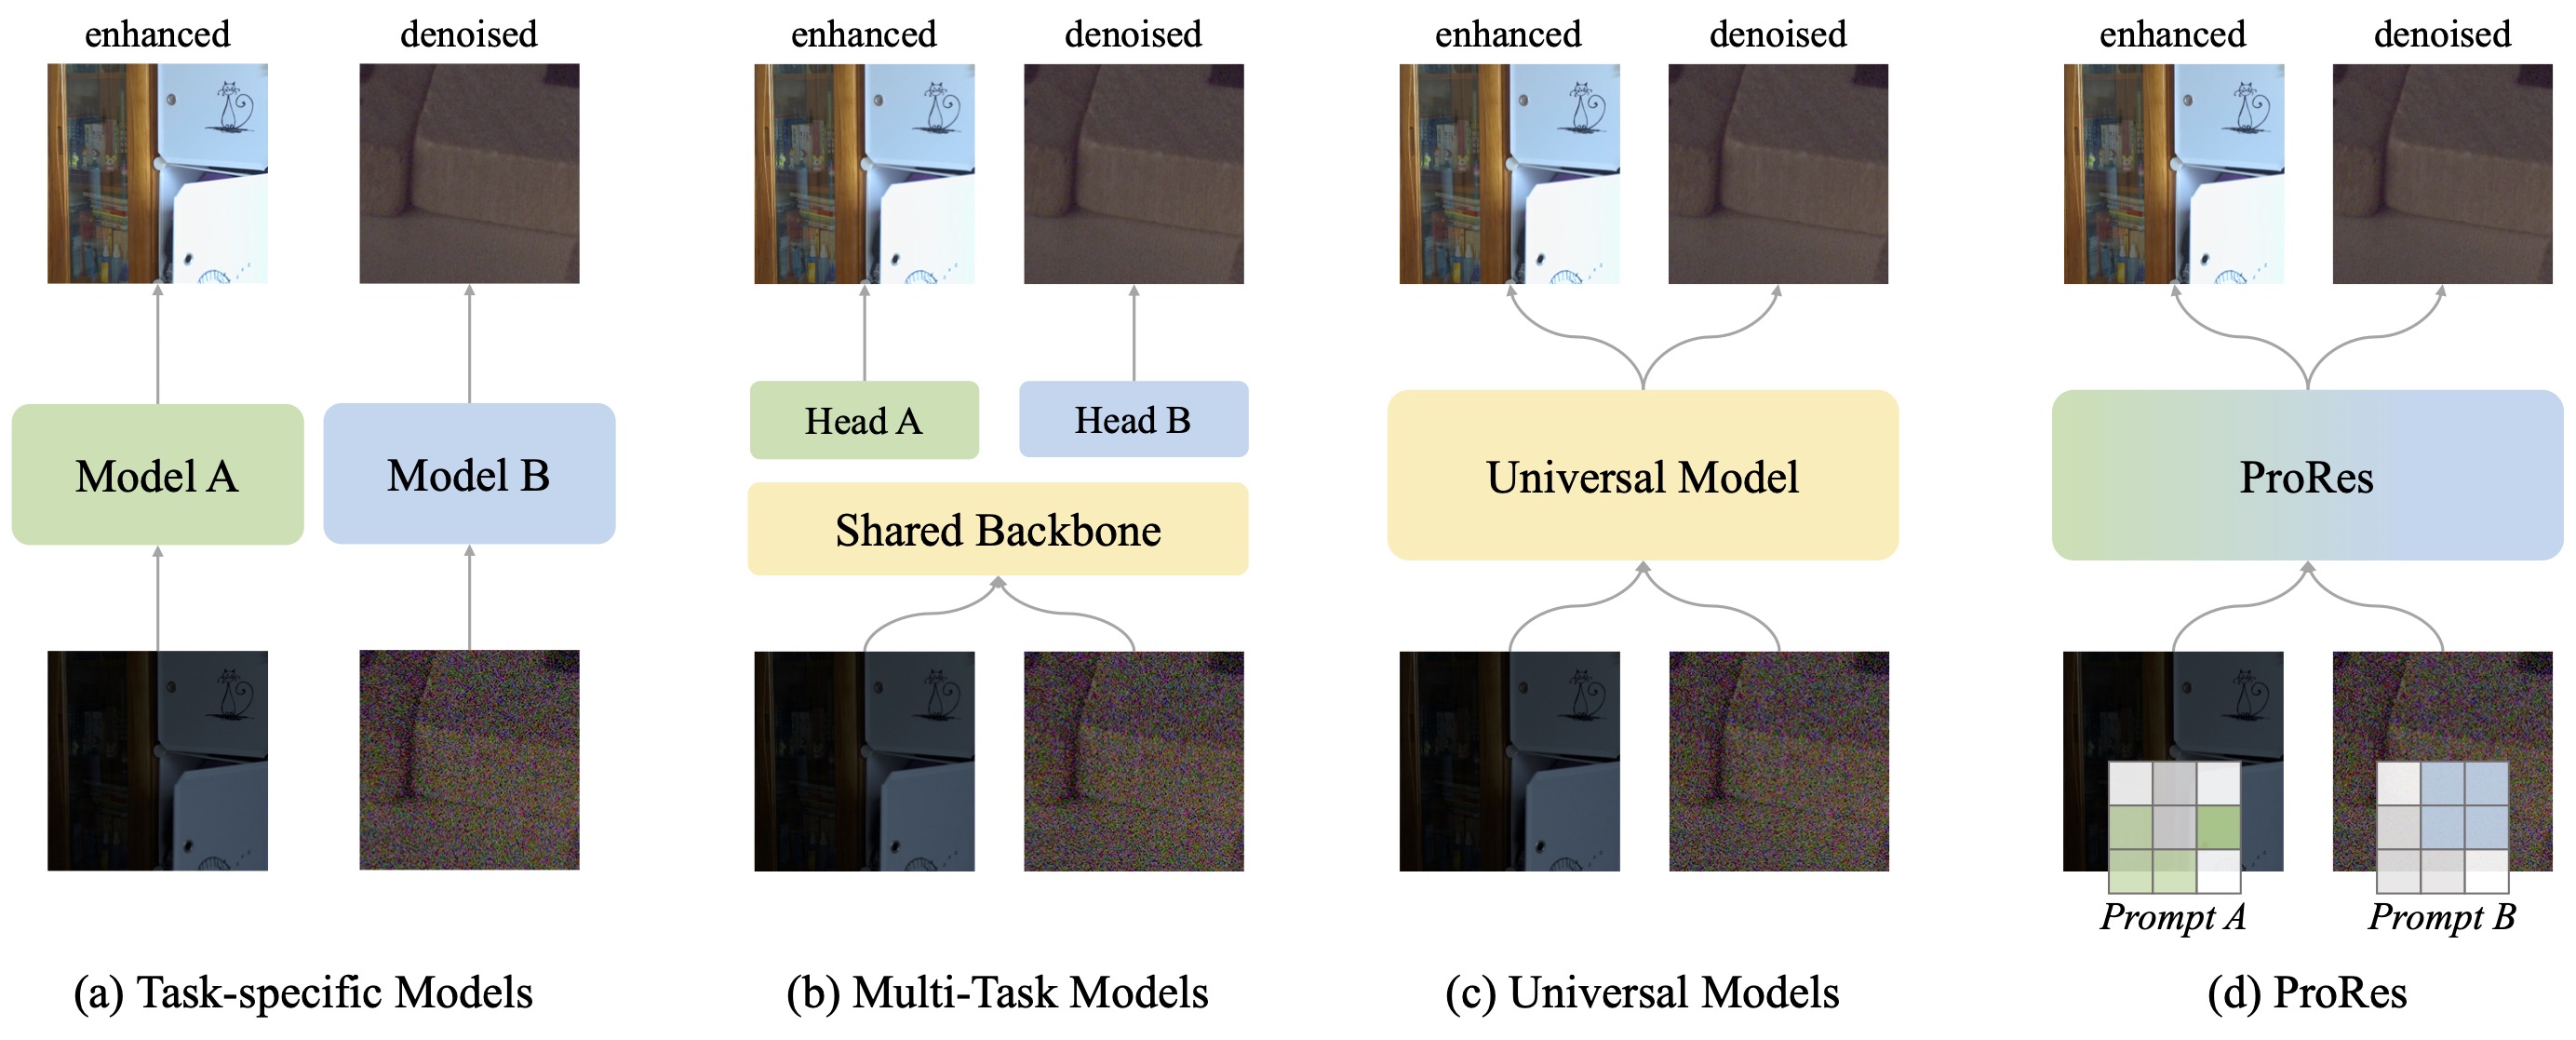 enhanced denoised enhanced denoised enhanced denoised enhanced denoised
Model A Model B Head A Head B Universal Model ProRes
Shared Backbone
Prompt A Prompt B
(a) Task-specific Models (b) Multi-Task Models (c) Universal Models (d) ProRes